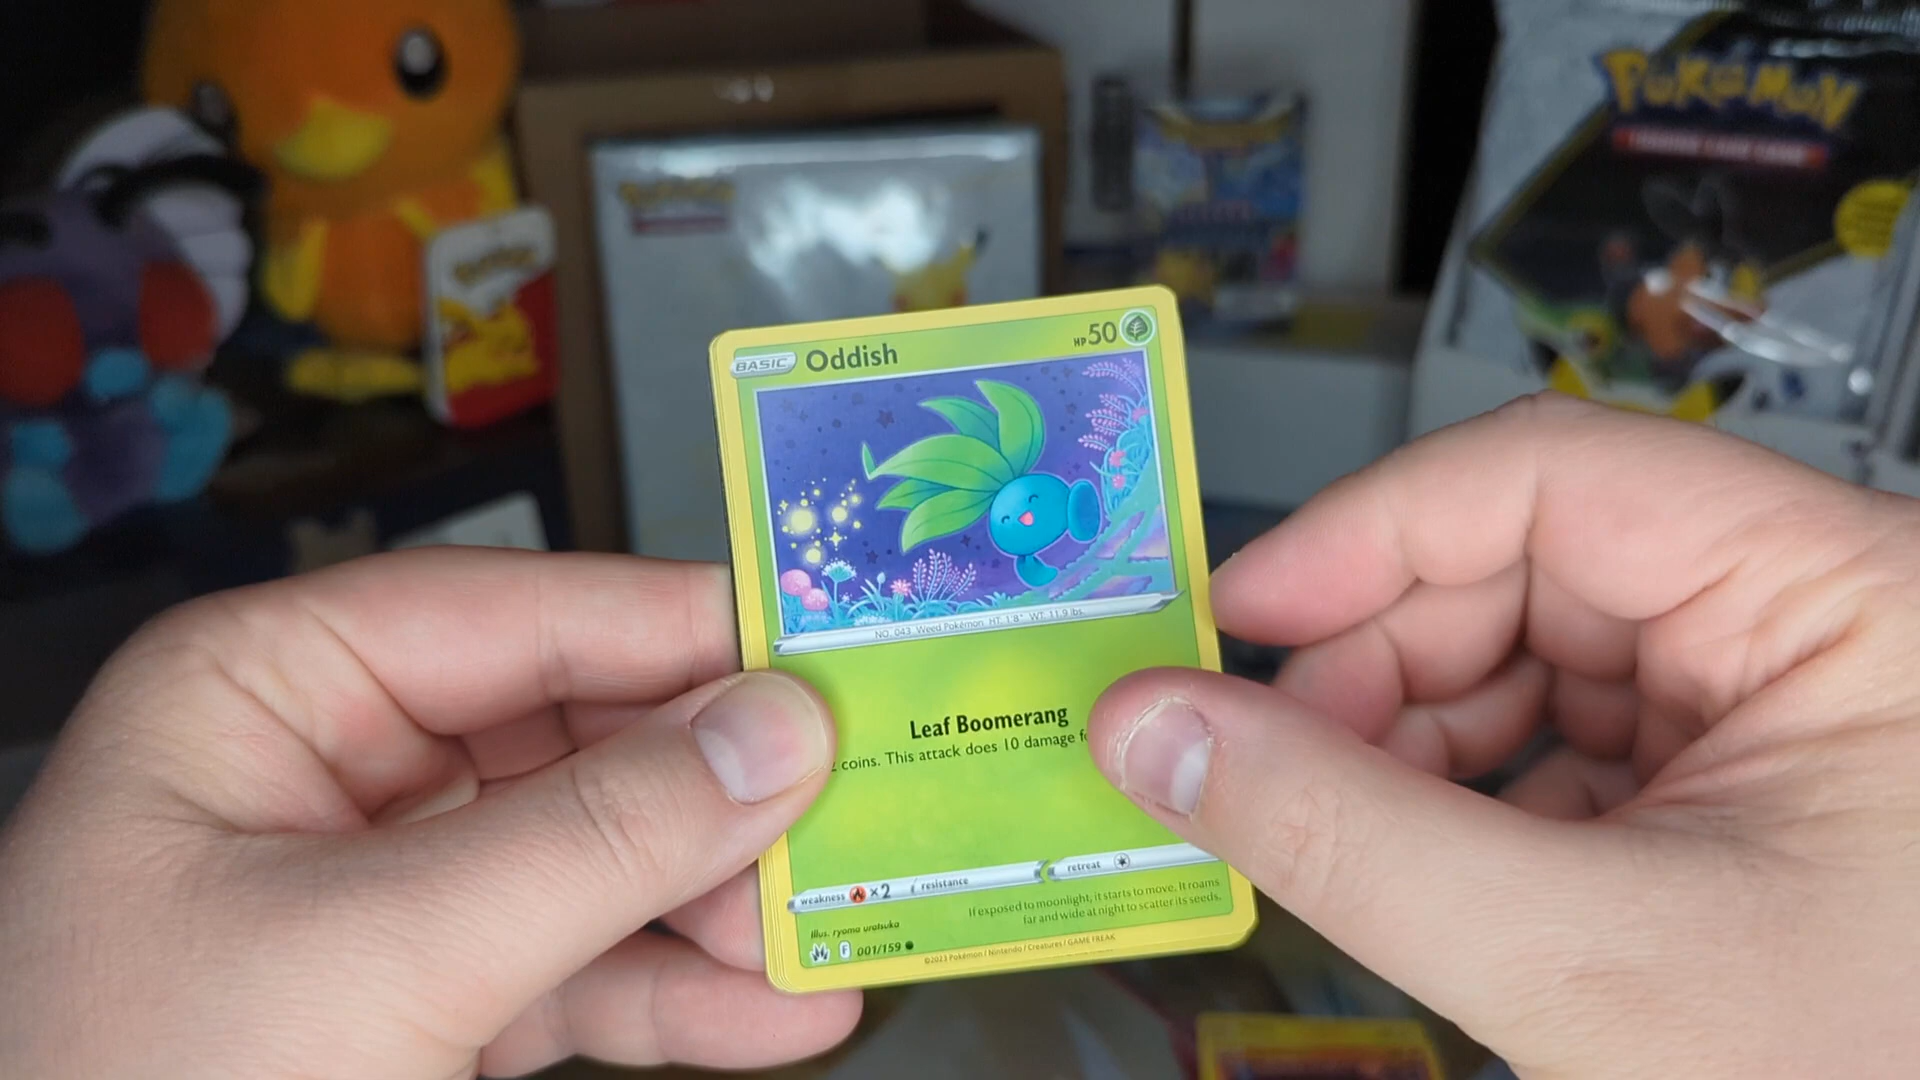 POKÉMON
TRADING CARD GAME
BASIC Oddish HP 50
NO. 043 Weed Pokémon HT: 1'8" WT: 11.9 lbs.
Leaf Boomerang
coins. This attack does 10 damage
weakness ×2 resistance retreat
If exposed to moonlight, it starts to move. It roams
far and wide at night to scatter its seeds.
Illus. ryoma uratsuka
F 001/159
©2023 Pokémon / Nintendo / Creatures / GAME FREAK